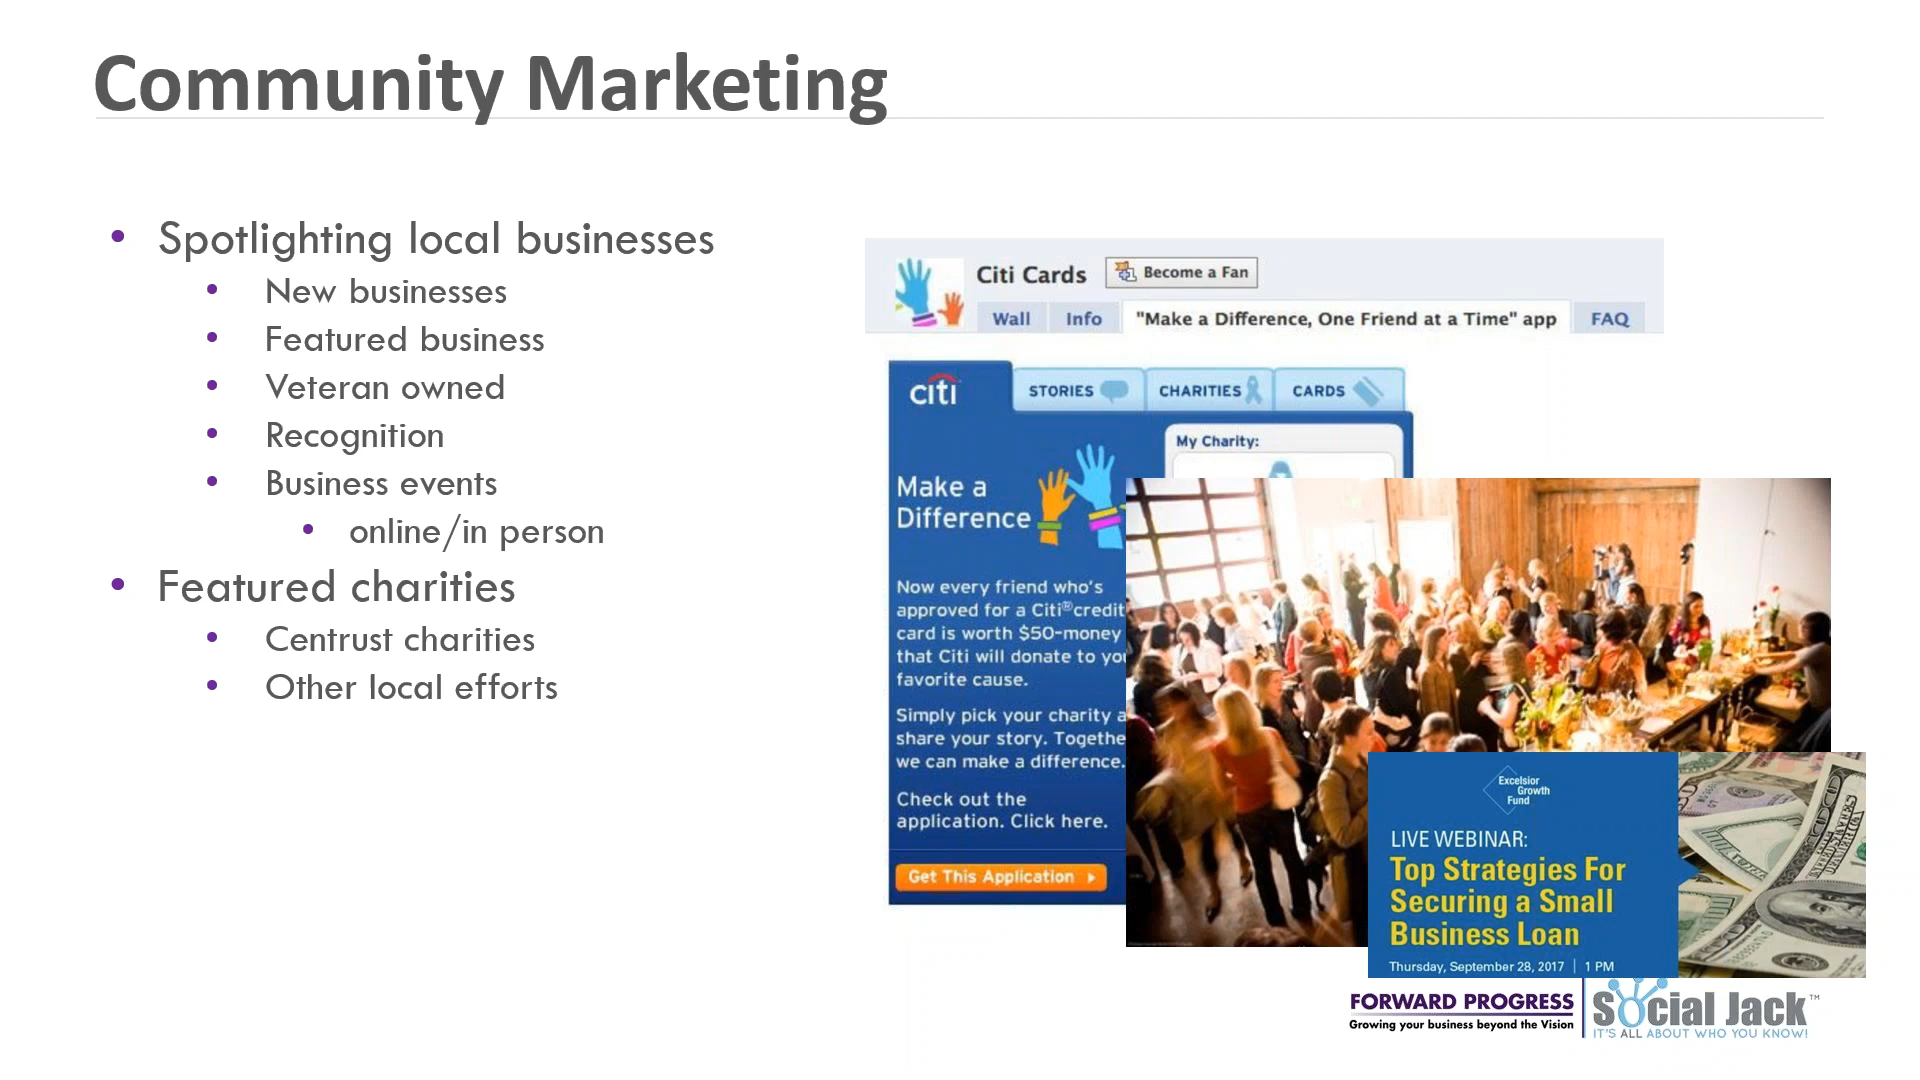 Community Marketing
• Spotlighting local businesses
• New businesses
• Featured business
• Veteran owned
• Recognition
• Business events
• online/in person
• Featured charities
• Centrust charities
• Other local efforts
Citi Cards
Become a Fan
Wall Info "Make a Difference, One Friend at a Time" app FAQ
citi STORIES CHARITIES CARDS
My Charity:
Make a
Difference
Now every friend who's
approved for a Citi® credit
card is worth $50-money
that Citi will donate to you
favorite cause.
Simply pick your charity a
share your story. Togethe
we can make a difference.
Check out the
application. Click here.
Get This Application
Excelsior
Growth
Fund
LIVE WEBINAR:
Top Strategies For
Securing a Small
Business Loan
Thursday, September 28, 2017 | 1 PM
FORWARD PROGRESS
Growing your business beyond the Vision
Social Jack™
IT'S ALL ABOUT WHO YOU KNOW!